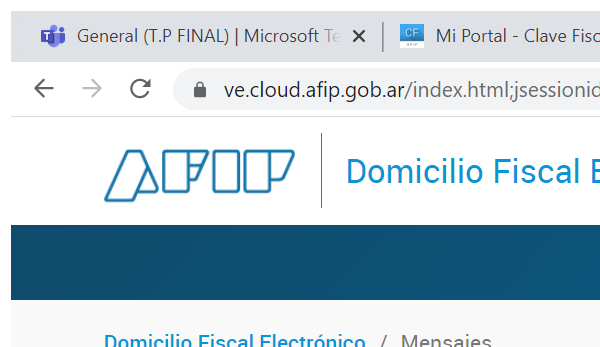 General (T.P FINAL) | Microsoft Te
CF
AFIP
Mi Portal - Clave Fisc
ve.cloud.afip.gob.ar/index.html;jsessionid
AFIP
Domicilio Fiscal E
Domicilio Fiscal Electrónico / Mensajes